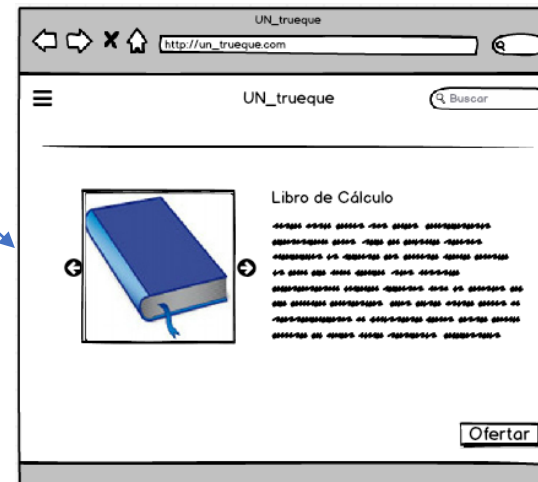 UN_trueque
http://un_trueque.com
UN_trueque
Buscar
Libro de Cálculo
Ofertar